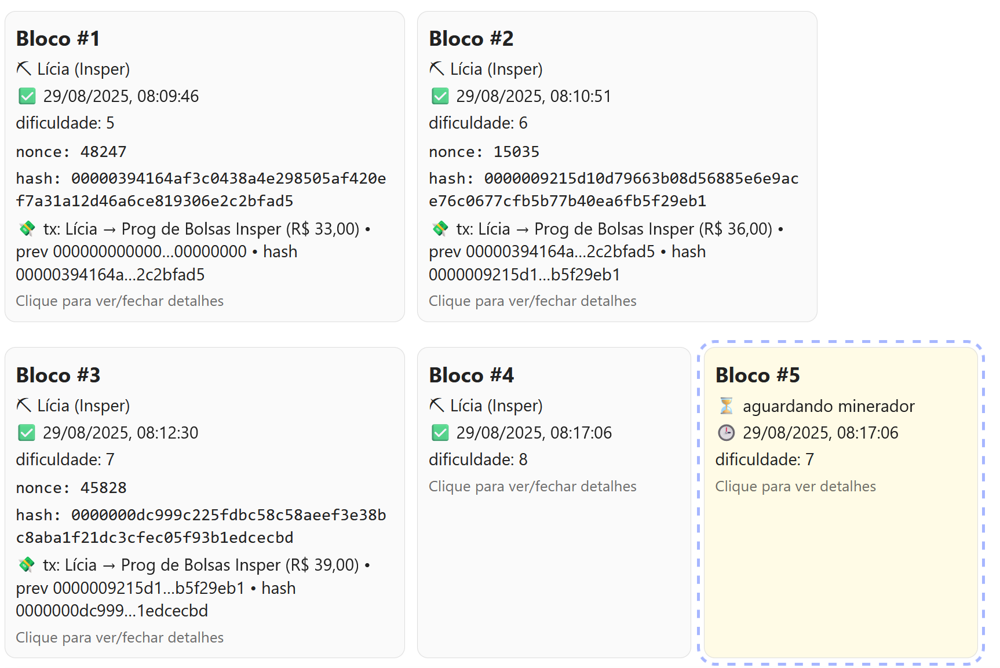 Bloco #1
⛏ Lícia (Insper)
✅ 29/08/2025, 08:09:46
dificuldade: 5
nonce: 48247
hash: 00000394164af3c0438a4e298505af420e
f7a31a12d46a6ce819306e2c2bfad5
💸 tx: Lícia → Prog de Bolsas Insper (R$ 33,00) •
prev 000000000000…00000000 • hash
00000394164a…2c2bfad5
Clique para ver/fechar detalhes
Bloco #2
⛏ Lícia (Insper)
✅ 29/08/2025, 08:10:51
dificuldade: 6
nonce: 15035
hash: 0000009215d10d79663b08d56885e6e9ac
e76c0677cfb5b77b40ea6fb5f29eb1
💸 tx: Lícia → Prog de Bolsas Insper (R$ 36,00) •
prev 00000394164a…2c2bfad5 • hash
0000009215d1…b5f29eb1
Clique para ver/fechar detalhes
Bloco #3
⛏ Lícia (Insper)
✅ 29/08/2025, 08:12:30
dificuldade: 7
nonce: 45828
hash: 0000000dc999c225fdbc58c58aeef3e38b
c8aba1f21dc3cfec05f93b1edcecbd
💸 tx: Lícia → Prog de Bolsas Insper (R$ 39,00) •
prev 0000009215d1…b5f29eb1 • hash
0000000dc999…1edcecbd
Clique para ver/fechar detalhes
Bloco #4
⛏ Lícia (Insper)
✅ 29/08/2025, 08:17:06
dificuldade: 8
Clique para ver/fechar detalhes
Bloco #5
⏳ aguardando minerador
🕒 29/08/2025, 08:17:06
dificuldade: 7
Clique para ver detalhes